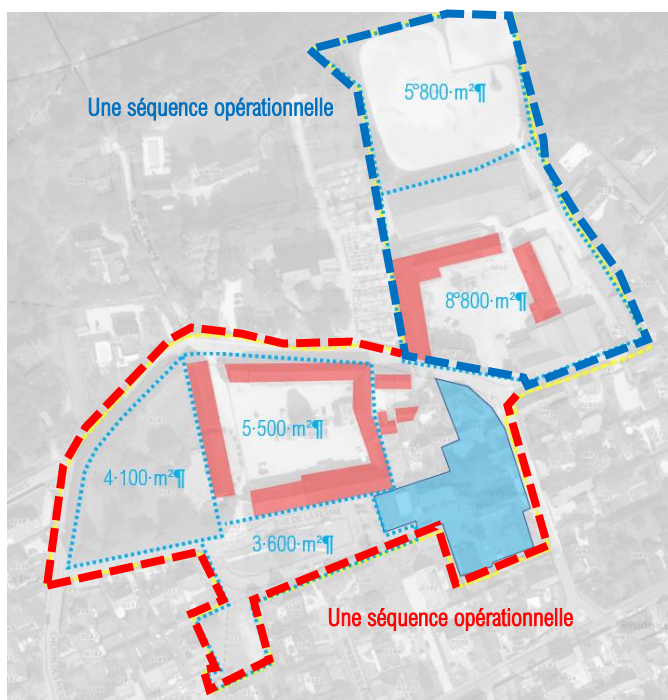 5°800·m²¶
Une séquence opérationnelle
8°800·m²¶
5·500·m²¶
4·100·m²¶
3·600·m²¶
Une séquence opérationnelle